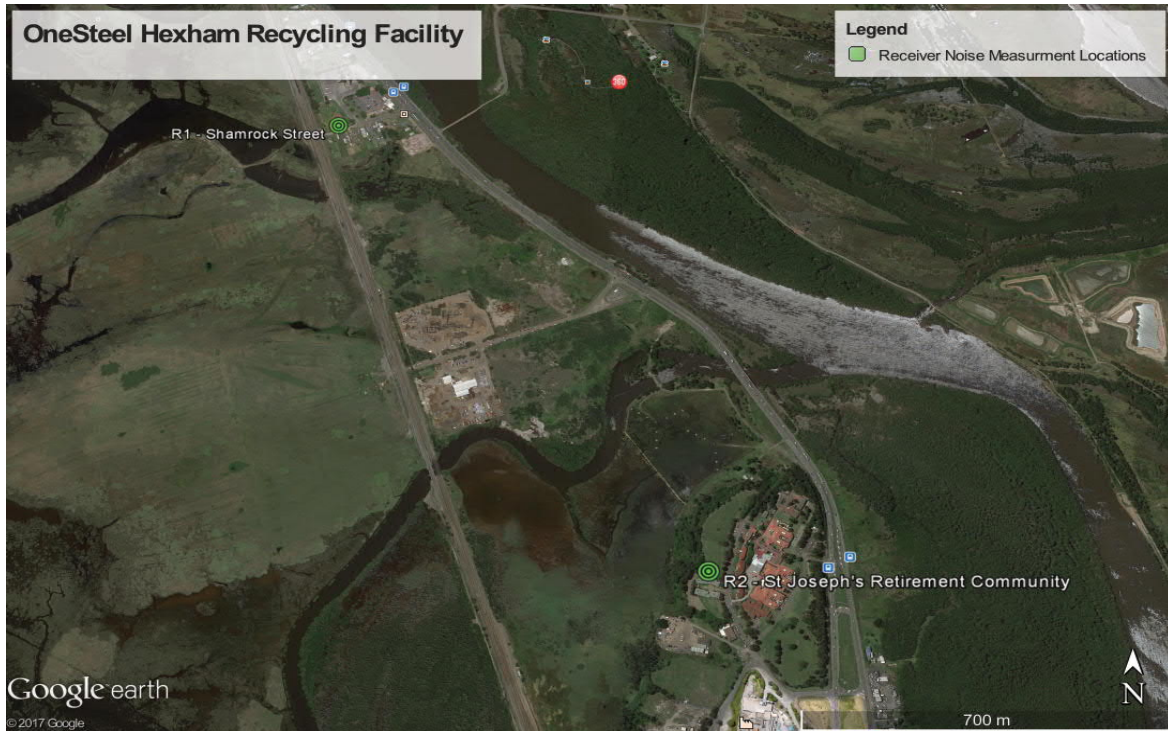 OneSteel Hexham Recycling Facility
Legend
Receiver Noise Measurment Locations
R1 - Shamrock Street
R2 - St Joseph's Retirement Community
N
700 m
Google earth
© 2017 Google